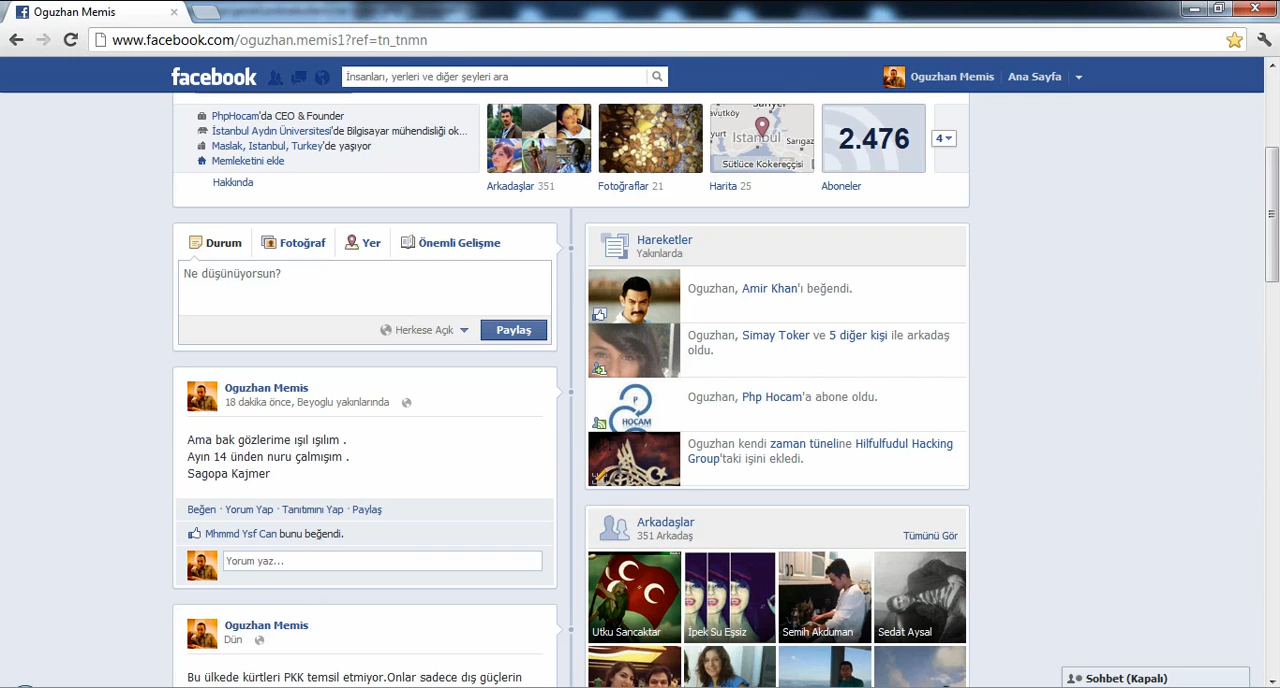 Oguzhan Memis
www.facebook.com/oguzhan.memis1?ref=tn_tnmn
facebook
İnsanları, yerleri ve diğer şeyleri ara
Oguzhan Memis
Ana Sayfa
PhpHocam'da CEO & Founder
İstanbul Aydın Üniversitesi'de Bilgisayar mühendisliği ok...
Maslak, Istanbul, Turkey'de yaşıyor
Memleketini ekle
Hakkında
Arkadaşlar 351
Fotoğraflar 21
Istanbul
Sarıgaz
Sütlüce Kokereççisi
Harita 25
2.476
Aboneler
4
Durum
Fotoğraf
Yer
Önemli Gelişme
Ne düşünüyorsun?
Herkese Açık
Paylaş
Oguzhan Memis
18 dakika önce, Beyoglu yakınlarında
Ama bak gözlerime ışıl ışılım .
Ayın 14 ünden nuru çalmışım .
Sagopa Kajmer
Beğen · Yorum Yap · Tanıtımını Yap · Paylaş
Mhmmd Ysf Can bunu beğendi.
Yorum yaz...
Oguzhan Memis
Dün
Bu ülkede kürtleri PKK temsil etmiyor.Onlar sadece dış güçlerin
Hareketler
Yakınlarda
Oguzhan, Amir Khan'ı beğendi.
Oguzhan, Simay Toker ve 5 diğer kişi ile arkadaş
oldu.
P
HOCAM
Oguzhan, Php Hocam'a abone oldu.
Oguzhan kendi zaman tüneline Hilfulfudul Hacking
Group'taki işini ekledi.
Arkadaşlar
351 Arkadaş
Tümünü Gör
Utku Sancaktar
İpek Su Eşsiz
Semih Akduman
Sedat Aysal
Sohbet (Kapalı)